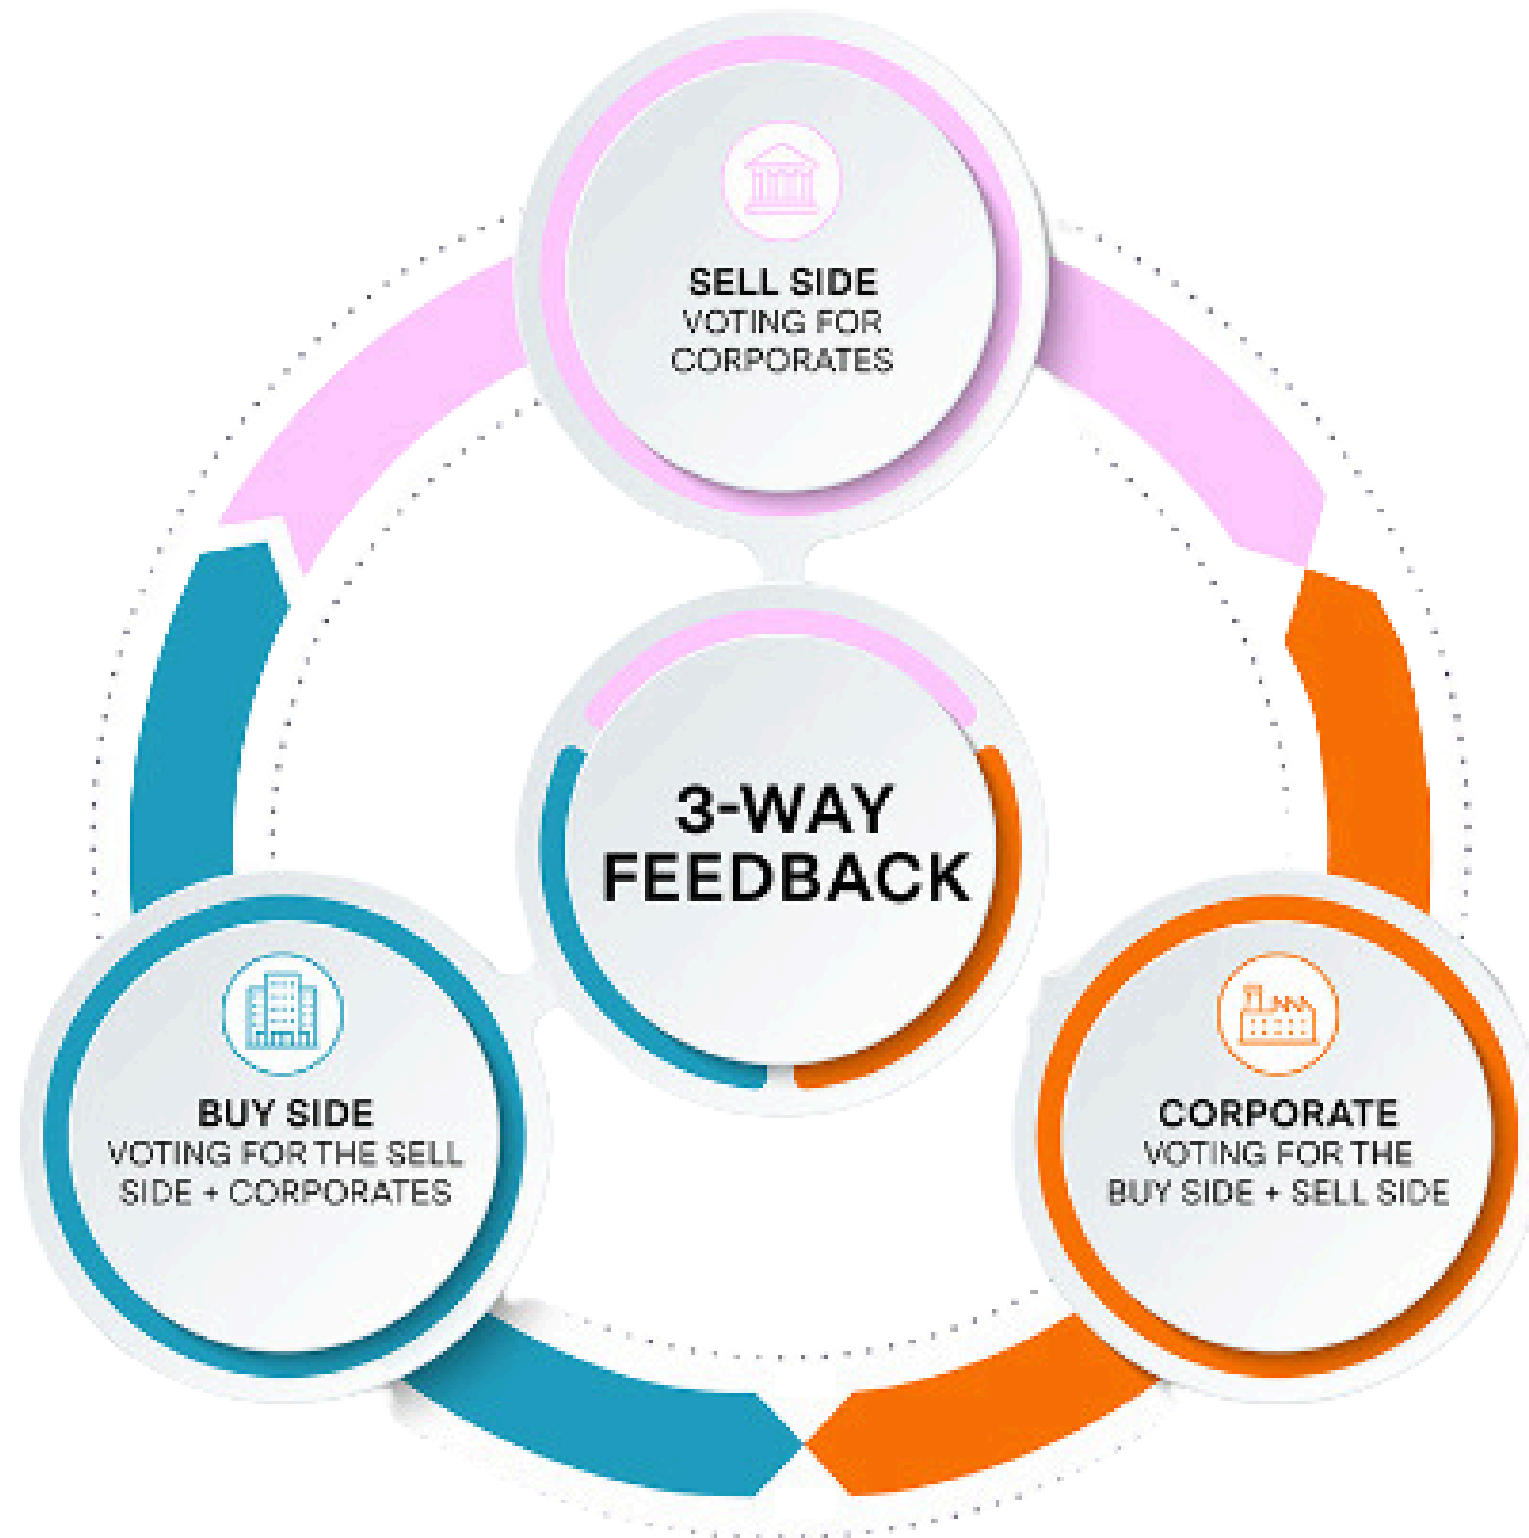 SELL SIDE
VOTING FOR
CORPORATES
3-WAY
FEEDBACK
BUY SIDE
VOTING FOR THE SELL
SIDE + CORPORATES
CORPORATE
VOTING FOR THE
BUY SIDE + SELL SIDE